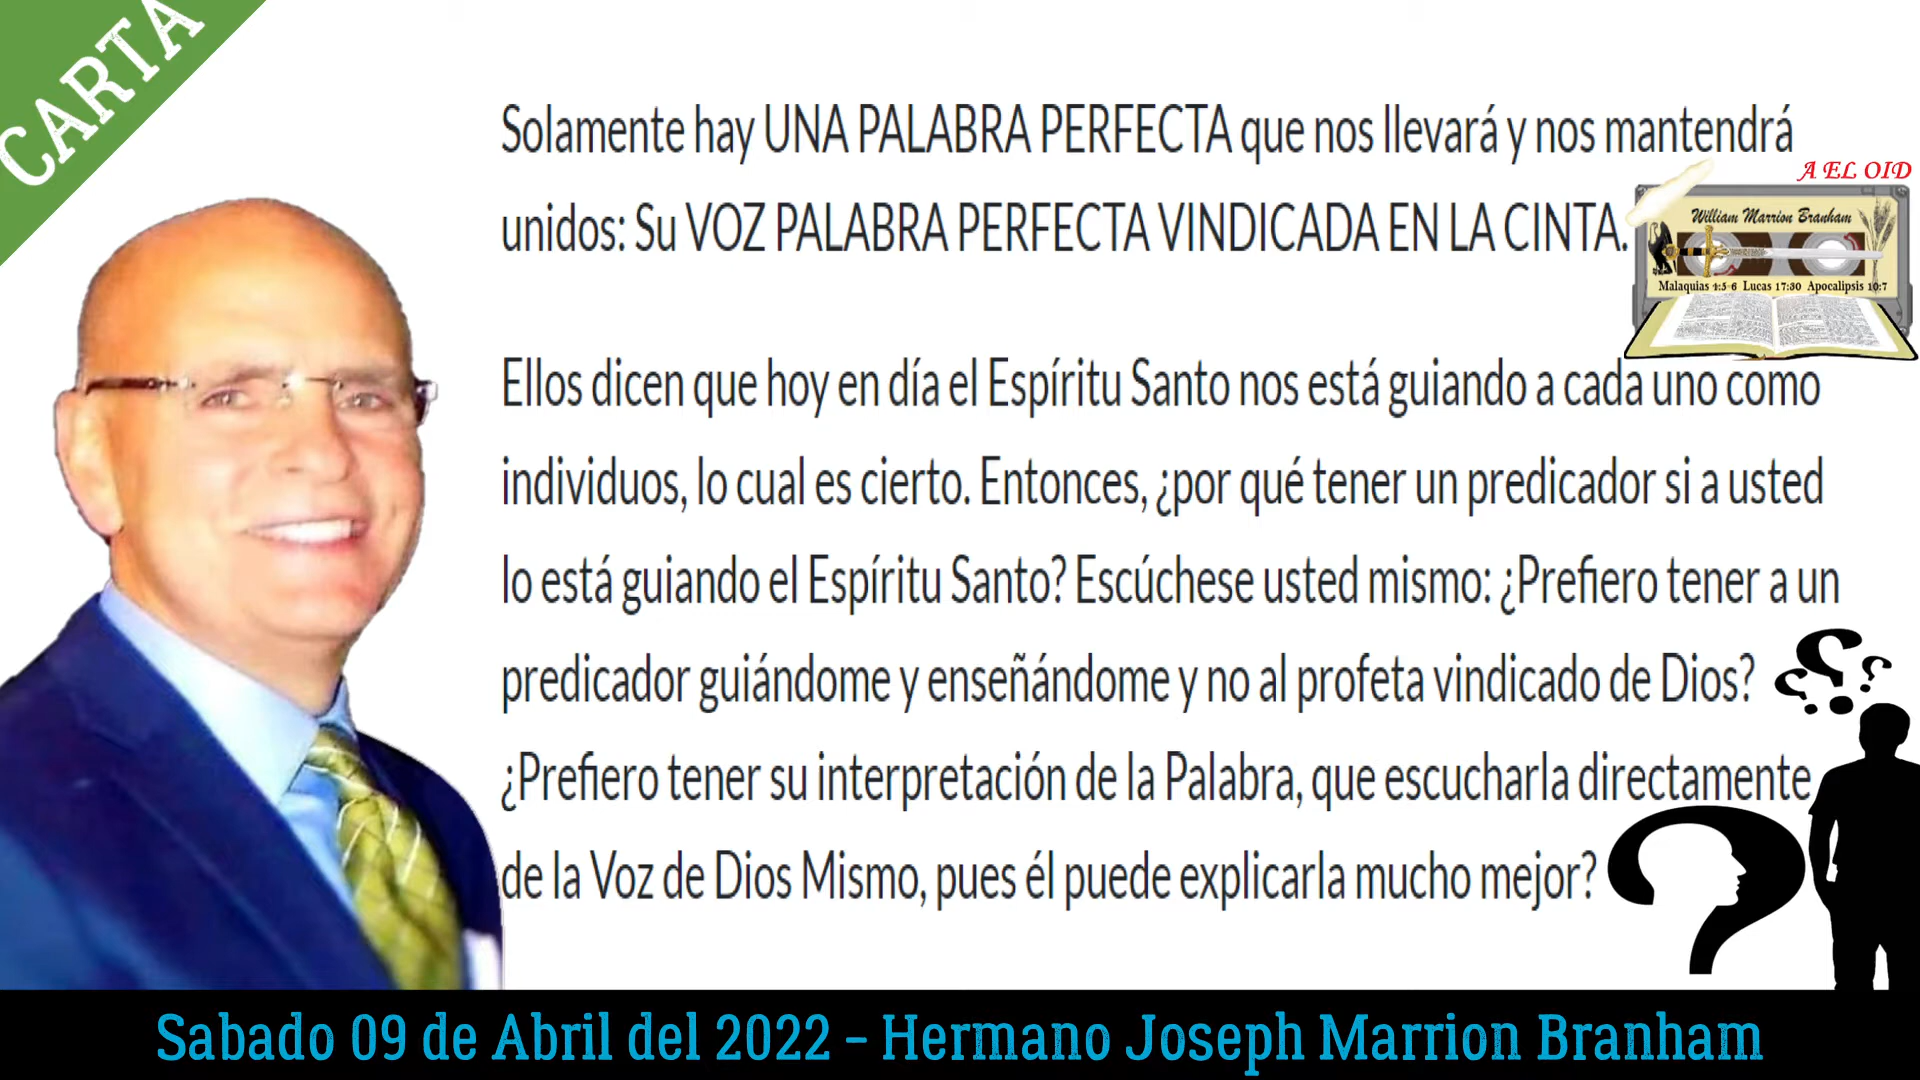 CARTA
Solamente hay UNA PALABRA PERFECTA que nos llevará y nos mantendrá
unidos: Su VOZ PALABRA PERFECTA VINDICADA EN LA CINTA.
A EL OID
William Marrion Branham
Malaquias 4:5-6 Lucas 17:30 Apocalipsis 10:7
Ellos dicen que hoy en día el Espíritu Santo nos está guiando a cada uno como
individuos, lo cual es cierto. Entonces, ¿por qué tener un predicador si a usted
lo está guiando el Espíritu Santo? Escúchese usted mismo: ¿Prefiero tener a un
predicador guiándome y enseñándome y no al profeta vindicado de Dios?
¿Prefiero tener su interpretación de la Palabra, que escucharla directamente
de la Voz de Dios Mismo, pues él puede explicarla mucho mejor?
Sabado 09 de Abril del 2022 - Hermano Joseph Marrion Branham